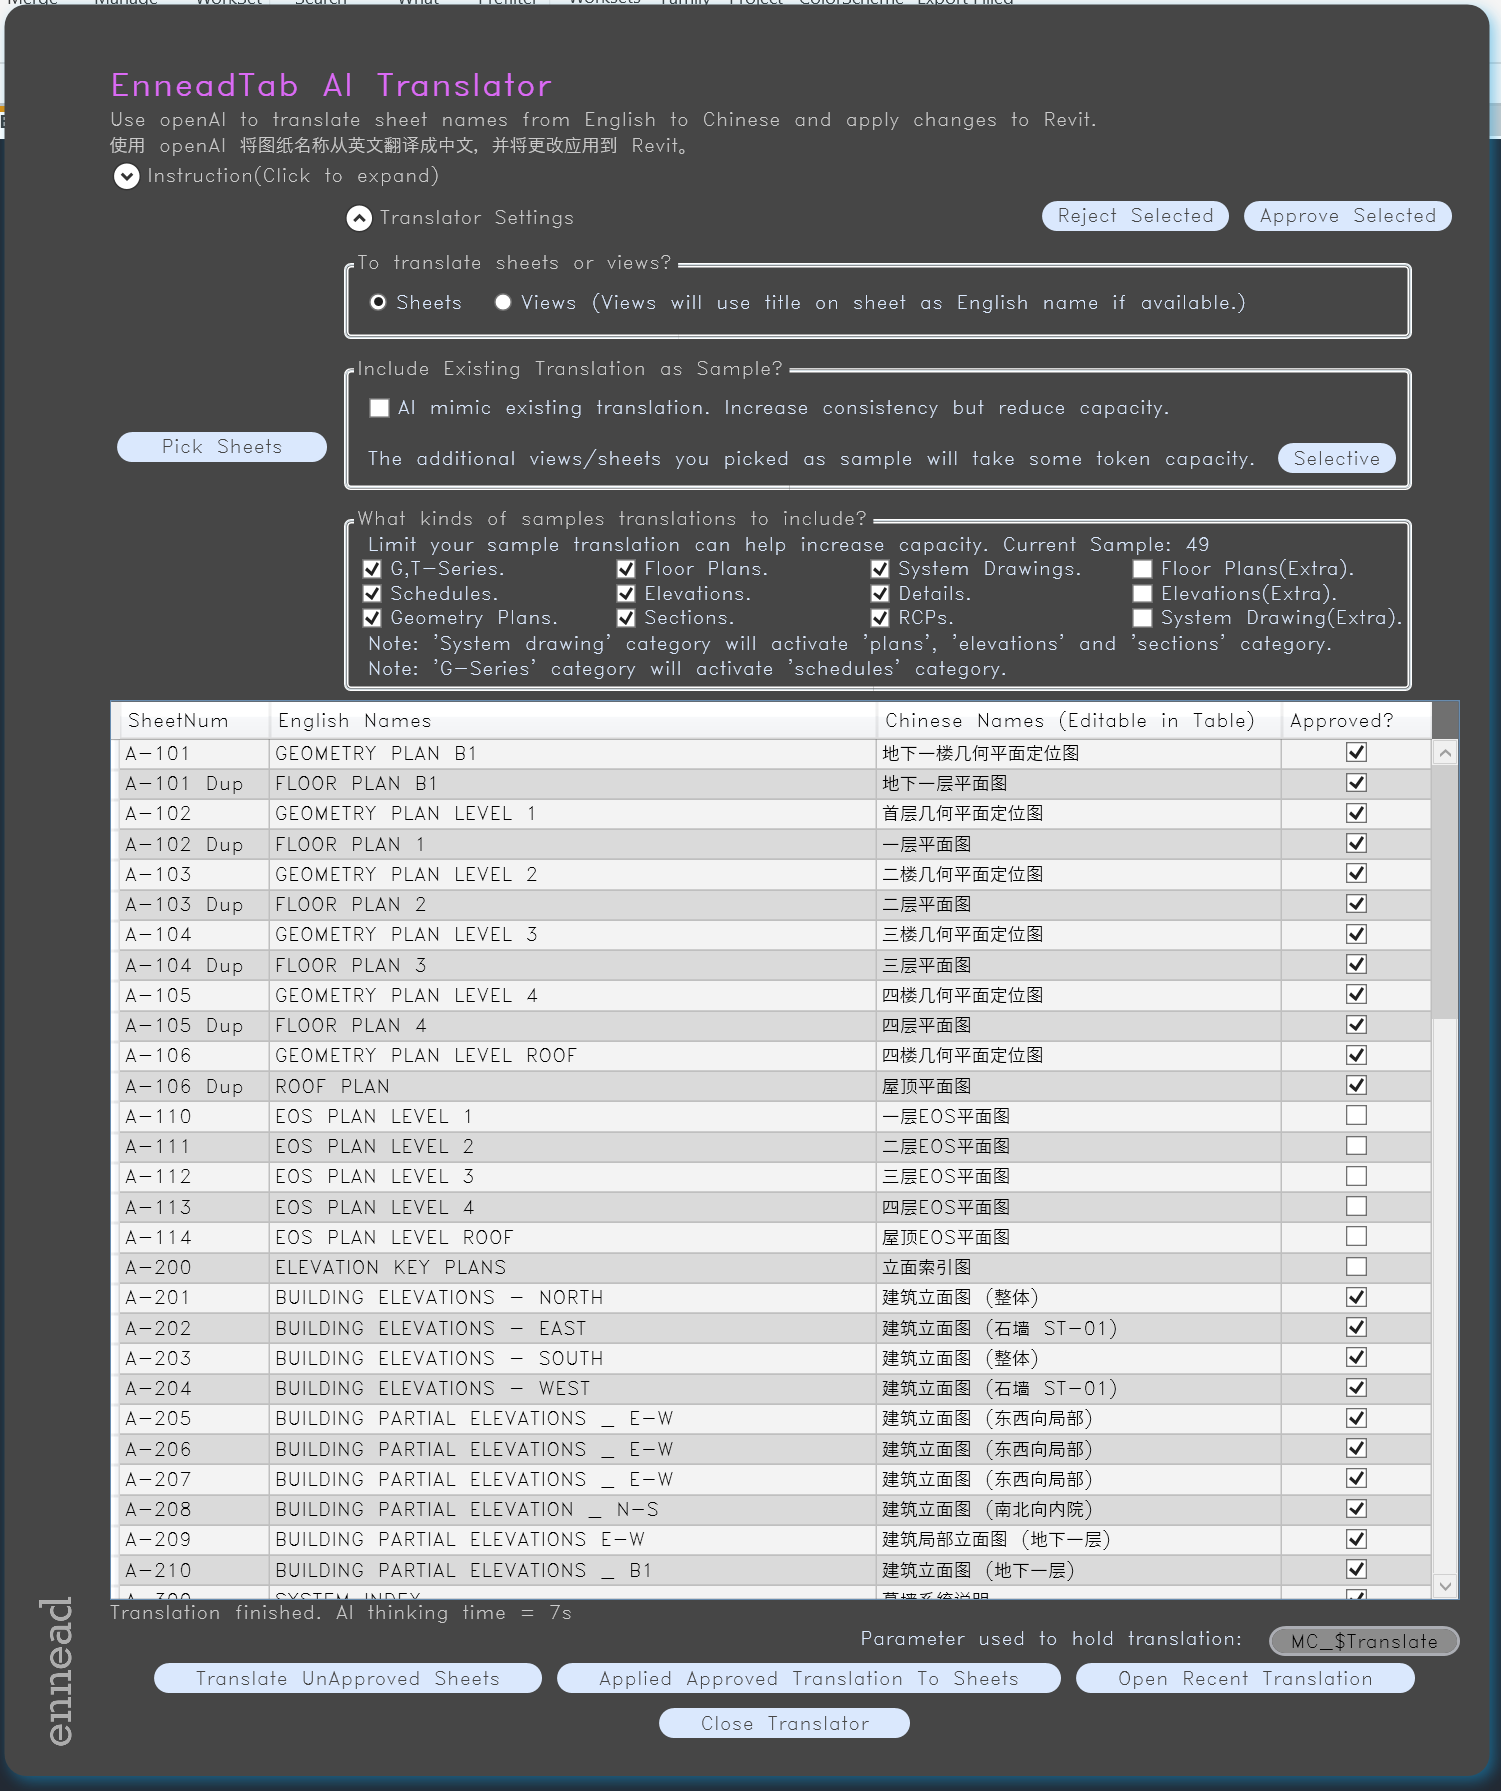 EnneadTab AI Translator
Use openAI to translate sheet names from English to Chinese and apply changes to Revit.
使用 openAI 将图纸名称从英文翻译成中文, 并将更改应用到 Revit。
Instruction(Click to expand)
Translator Settings
Reject Selected
Approve Selected
To translate sheets or views?
Sheets Views (Views will use title on sheet as English name if available.)
Include Existing Translation as Sample?
AI mimic existing translation. Increase consistency but reduce capacity.
Pick Sheets
The additional views/sheets you picked as sample will take some token capacity. Selective
What kinds of samples translations to include?
Limit your sample translation can help increase capacity. Current Sample: 49
G,T-Series. Floor Plans. System Drawings. Floor Plans(Extra).
Schedules. Elevations. Details. Elevations(Extra).
Geometry Plans. Sections. RCPs. System Drawing(Extra).
Note: 'System drawing' category will activate 'plans', 'elevations' and 'sections' category.
Note: 'G-Series' category will activate 'schedules' category.
SheetNum English Names Chinese Names (Editable in Table) Approved?
A-101 GEOMETRY PLAN B1 地下一楼几何平面定位图
A-101 Dup FLOOR PLAN B1 地下一层平面图
A-102 GEOMETRY PLAN LEVEL 1 首层几何平面定位图
A-102 Dup FLOOR PLAN 1 一层平面图
A-103 GEOMETRY PLAN LEVEL 2 二楼几何平面定位图
A-103 Dup FLOOR PLAN 2 二层平面图
A-104 GEOMETRY PLAN LEVEL 3 三楼几何平面定位图
A-104 Dup FLOOR PLAN 3 三层平面图
A-105 GEOMETRY PLAN LEVEL 4 四楼几何平面定位图
A-105 Dup FLOOR PLAN 4 四层平面图
A-106 GEOMETRY PLAN LEVEL ROOF 四楼几何平面定位图
A-106 Dup ROOF PLAN 屋顶平面图
A-110 EOS PLAN LEVEL 1 一层EOS平面图
A-111 EOS PLAN LEVEL 2 二层EOS平面图
A-112 EOS PLAN LEVEL 3 三层EOS平面图
A-113 EOS PLAN LEVEL 4 四层EOS平面图
A-114 EOS PLAN LEVEL ROOF 屋顶EOS平面图
A-200 ELEVATION KEY PLANS 立面索引图
A-201 BUILDING ELEVATIONS - NORTH 建筑立面图 (整体)
A-202 BUILDING ELEVATIONS - EAST 建筑立面图 (石墙 ST-01)
A-203 BUILDING ELEVATIONS - SOUTH 建筑立面图 (整体)
A-204 BUILDING ELEVATIONS - WEST 建筑立面图 (石墙 ST-01)
A-205 BUILDING PARTIAL ELEVATIONS _ E-W 建筑立面图 (东西向局部)
A-206 BUILDING PARTIAL ELEVATIONS _ E-W 建筑立面图 (东西向局部)
A-207 BUILDING PARTIAL ELEVATIONS _ E-W 建筑立面图 (东西向局部)
A-208 BUILDING PARTIAL ELEVATION _ N-S 建筑立面图 (南北向内院)
A-209 BUILDING PARTIAL ELEVATIONS E-W 建筑局部立面图 (地下一层)
A-210 BUILDING PARTIAL ELEVATIONS _ B1 建筑立面图 (地下一层)
A-300 SYSTEM INDEX 幕墙系统说明
Translation finished. AI thinking time = 7s
Parameter used to hold translation: MC_$Translate
Translate UnApproved Sheets
Applied Approved Translation To Sheets
Open Recent Translation
Close Translator
ennead